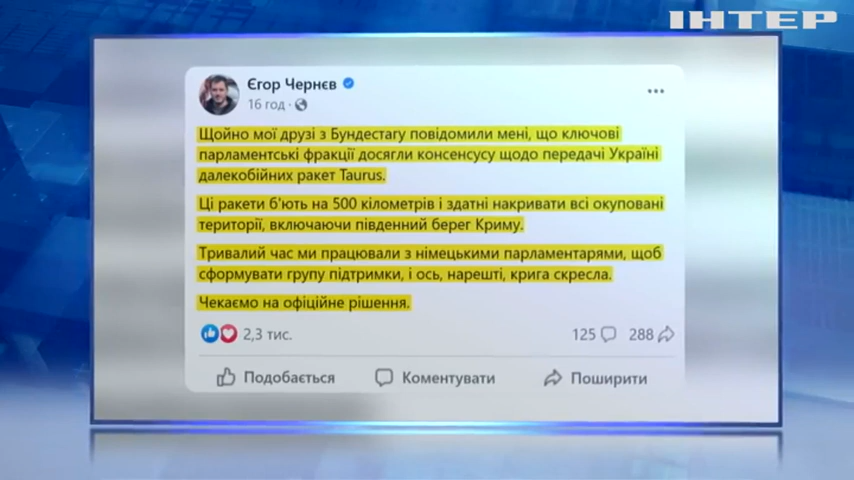 ІНТЕР
Єгор Чернєв
16 год ·
Щойно мої друзі з Бундестагу повідомили мені, що ключові
парламентські фракції досягли консенсусу щодо передачі Україні
далекобійних ракет Taurus.
Ці ракети б'ють на 500 кілометрів і здатні накривати всі окуповані
території, включаючи південний берег Криму.
Тривалий час ми працювали з німецькими парламентарями, щоб
сформувати групу підтримки, і ось, нарешті, крига скресла.
Чекаємо на офіційне рішення.
2,3 тис. 125 288
Подобається Коментувати Поширити